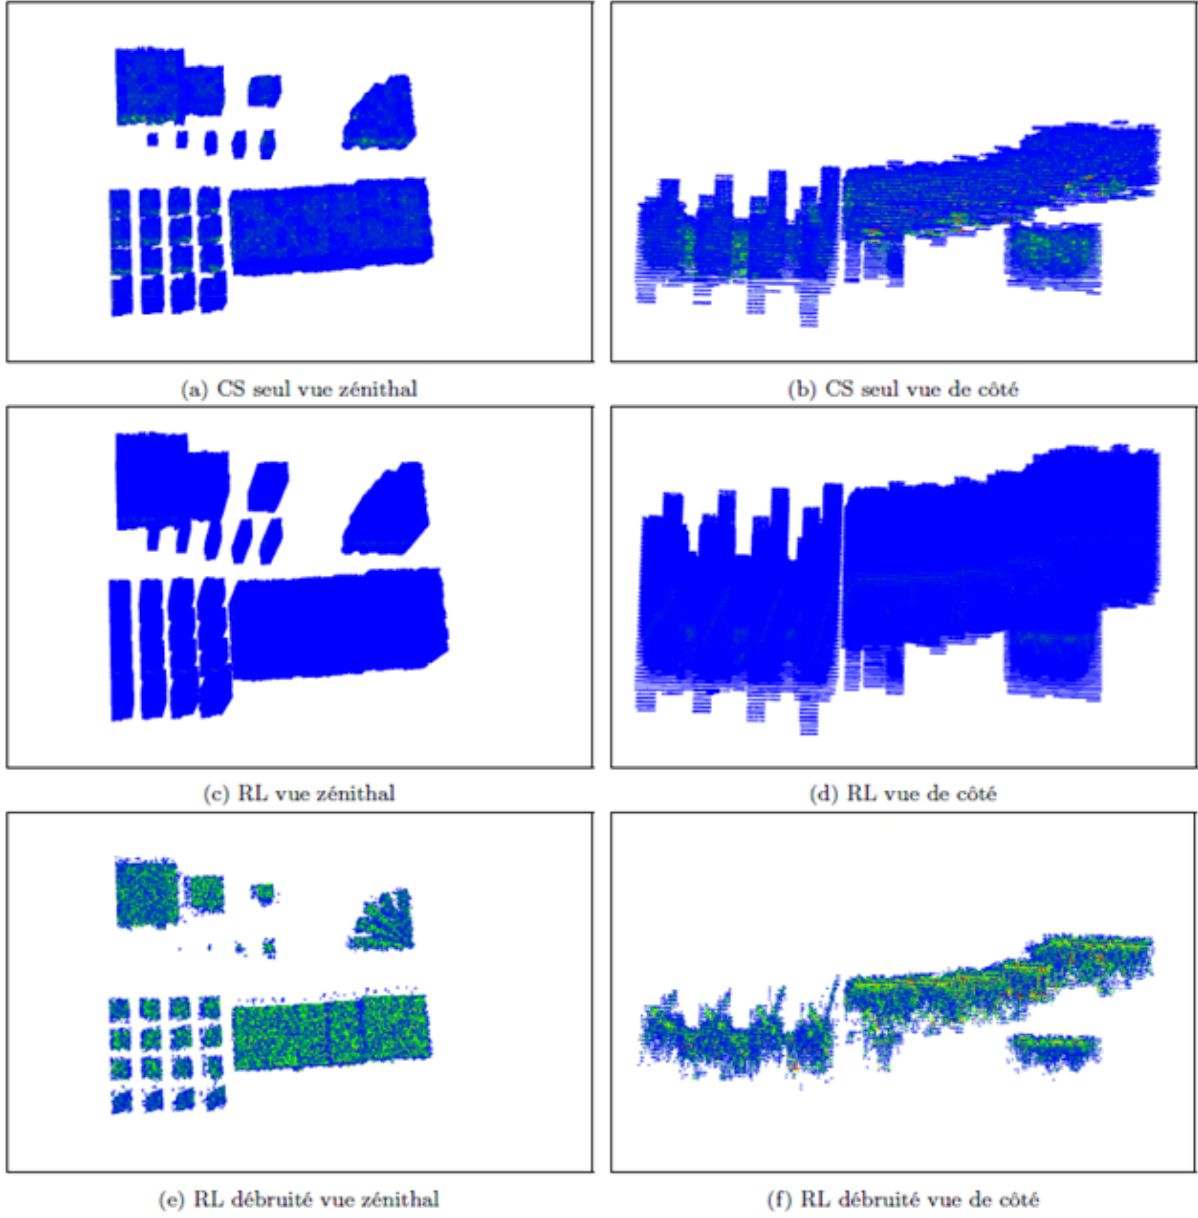 (a) CS seul vue zénithal
(b) CS seul vue de côté
(c) RL vue zénithal
(d) RL vue de côté
(e) RL débruité vue zénithal
(f) RL débruité vue de côté